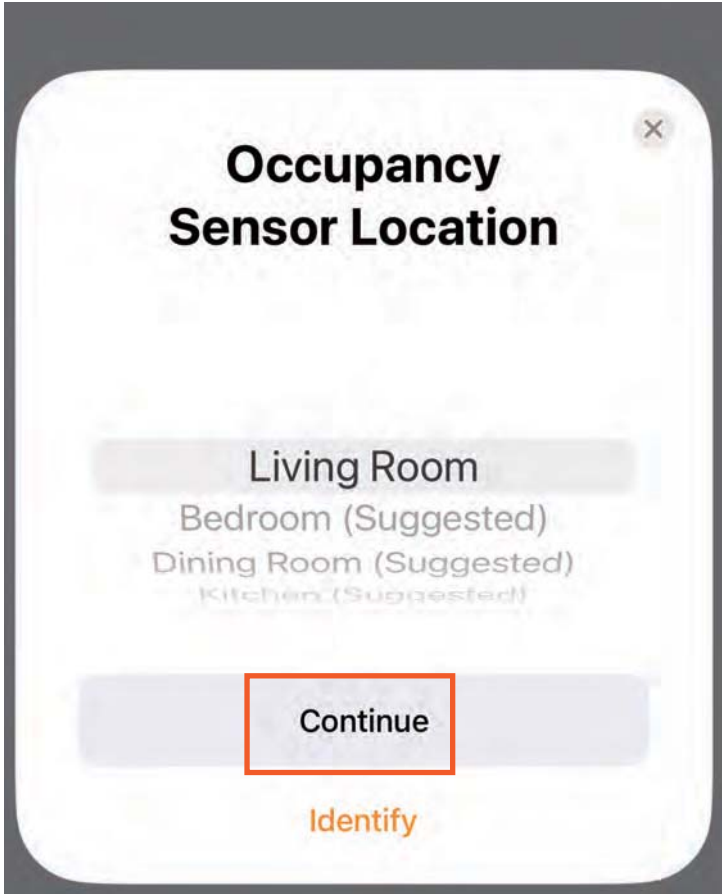 Occupancy
Sensor Location
Living Room
Bedroom (Suggested)
Dining Room (Suggested)
Kitchen (Suggested)
Continue
Identify